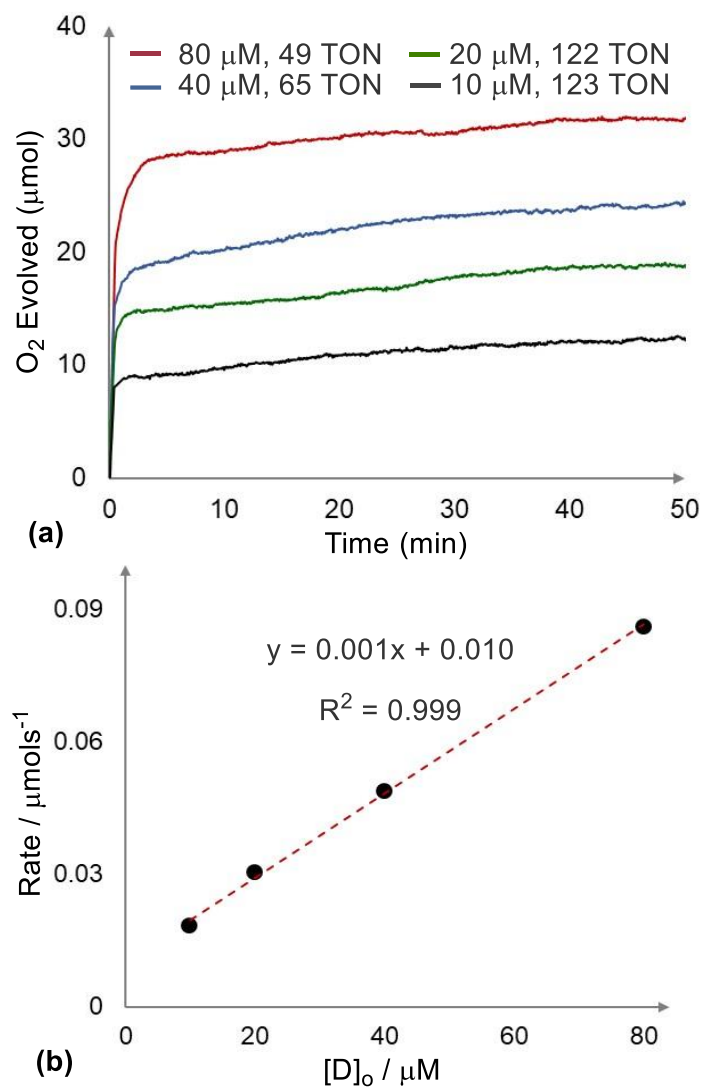 40
80 μM, 49 TON
20 μM, 122 TON
40 μM, 65 TON
10 μM, 123 TON
30
20
10
0
O₂ Evolved (μmol)
0 10 20 30 40 50
Time (min)
(a)
0.09
y = 0.001x + 0.010
R² = 0.999
0.06
0.03
0
Rate / μmols⁻¹
0 20 40 60 80
[D]ₒ / μM
(b)